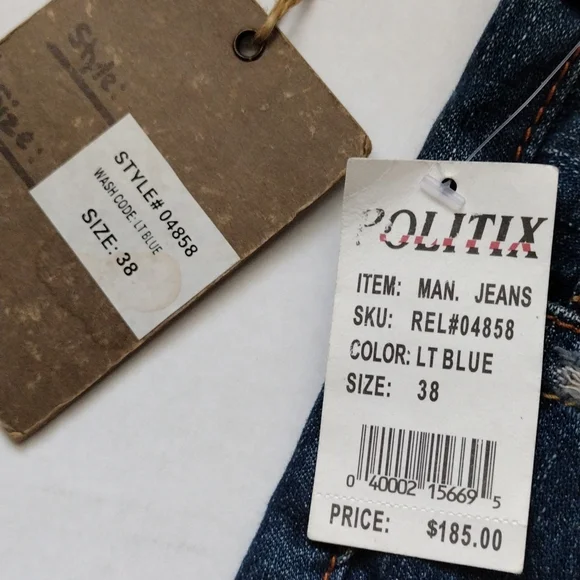 Style:
Size:
STYLE# 04858
WASH CODE: LT BLUE
SIZE: 38
POLITIX
ITEM: MAN. JEANS
SKU: REL#04858
COLOR: LT BLUE
SIZE: 38
0 40002 15669 5
PRICE: $185.00